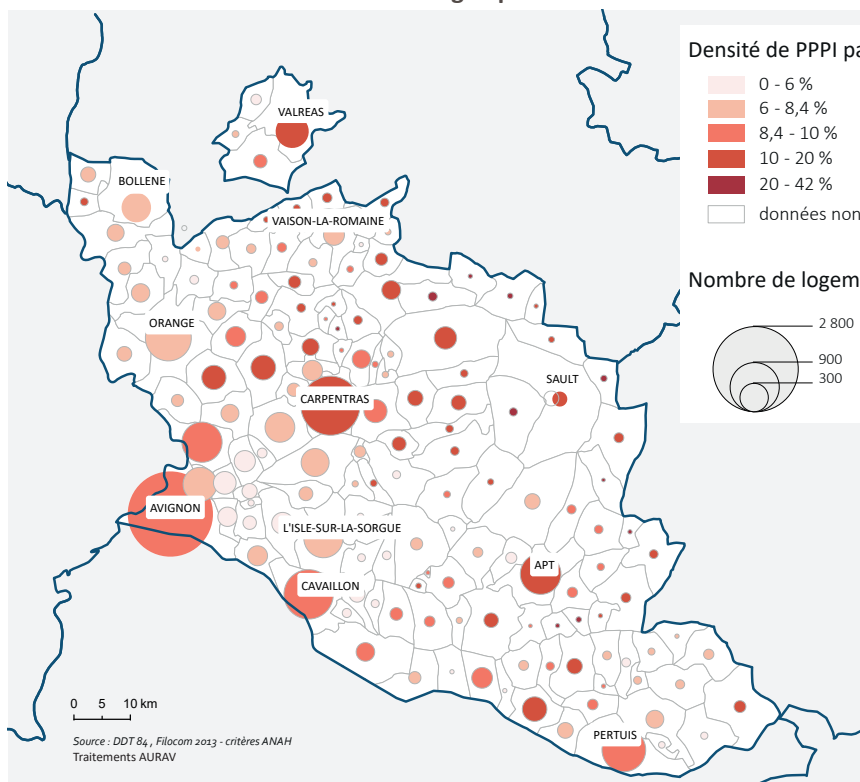 Densité de PPPI pa
0 - 6 %
6 - 8,4 %
8,4 - 10 %
10 - 20 %
20 - 42 %
données non
Nombre de logem
2 800
900
300
VALREAS
BOLLENE
VAISON-LA-ROMAINE
ORANGE
SAULT
CARPENTRAS
AVIGNON
L'ISLE-SUR-LA-SORGUE
APT
CAVAILLON
PERTUIS
0 5 10 km
Source : DDT 84 , Filocom 2013 - critères ANAH
Traitements AURAV